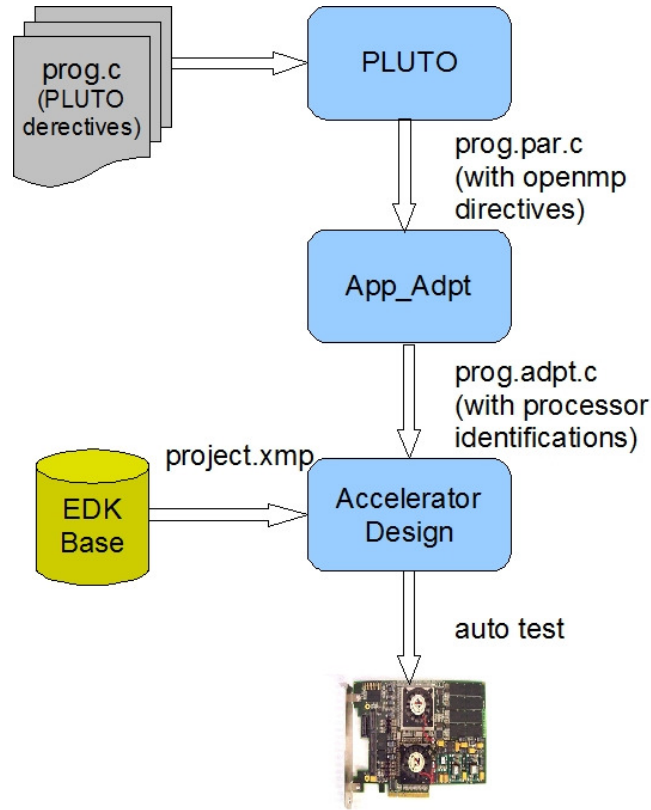 prog.c
(PLUTO
derectives)
PLUTO
prog.par.c
(with openmp
directives)
App_Adpt
prog.adpt.c
(with processor
identifications)
project.xmp
EDK
Base
Accelerator
Design
auto test